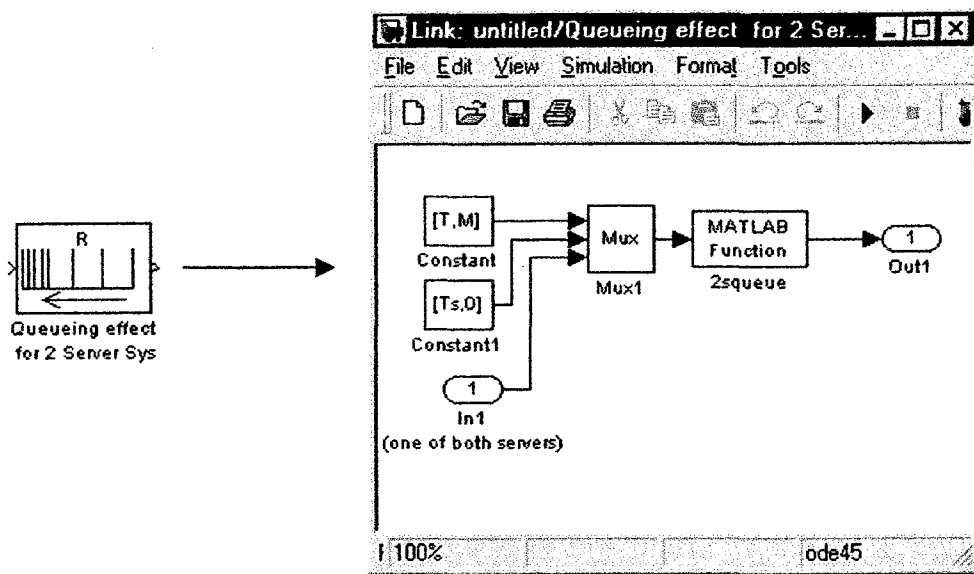 Link: untitled/Queueing effect for 2 Ser...
File Edit View Simulation Format Tools
R
Queueing effect
for 2 Server Sys
[T,M]
Constant
[Ts,0]
Constant1
1
In1
(one of both servers)
Mux
Mux1
MATLAB
Function
2squeue
1
Out1
100%
ode45